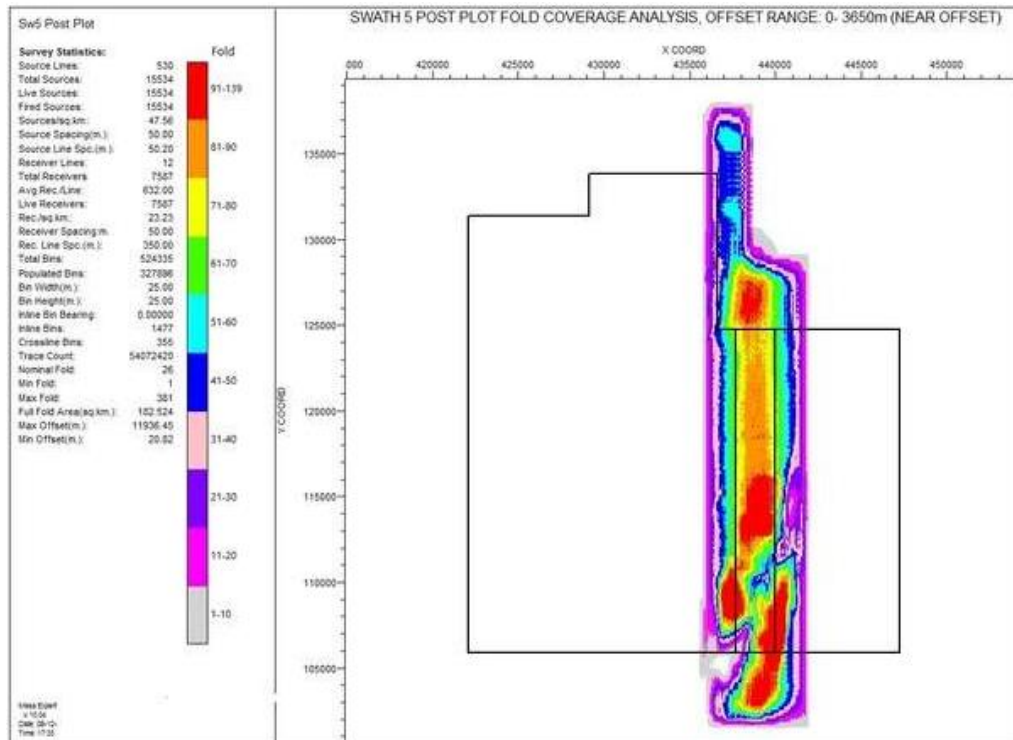 SWATH 5 POST PLOT FOLD COVERAGE ANALYSIS, OFFSET RANGE: 0- 3650m (NEAR OFFSET)
Sw5 Post Plot
Survey Statistics:
Source Lines: 530
Total Sources: 15534
Live Sources: 15534
Fired Sources: 15534
Sources/sq.km: 47.56
Source Spacing(m.) 50.00
Source Line Spc.(m.) 50.20
Receiver Lines: 12
Total Receivers 7587
Avg Rec./Line: 632.00
Live Receivers: 7587
Rec./sq.km: 23.23
Receiver Spacing:m. 50.00
Rec. Line Spc.(m.): 350.00
Total Bins: 524335
Populated Bins: 327886
Bin Width(m.): 25.00
Bin Height(m.): 25.00
Inline Bin Bearing: 0.00000
Inline Bins: 1477
Crossline Bins: 355
Trace Count: 54072420
Nominal Fold: 26
Min Fold: 1
Max Fold: 381
Full Fold Area(sq.km.) 182.524
Max Offset(m.): 11936.45
Min Offset(m.): 20.82
Fold
91-139
81-90
71-80
61-70
51-60
41-50
31-40
21-30
11-20
1-10
X COORD
000 420000 425000 430000 435000 440000 445000 450000
Y COORD
135000
130000
125000
120000
115000
110000
105000
Time 17:35